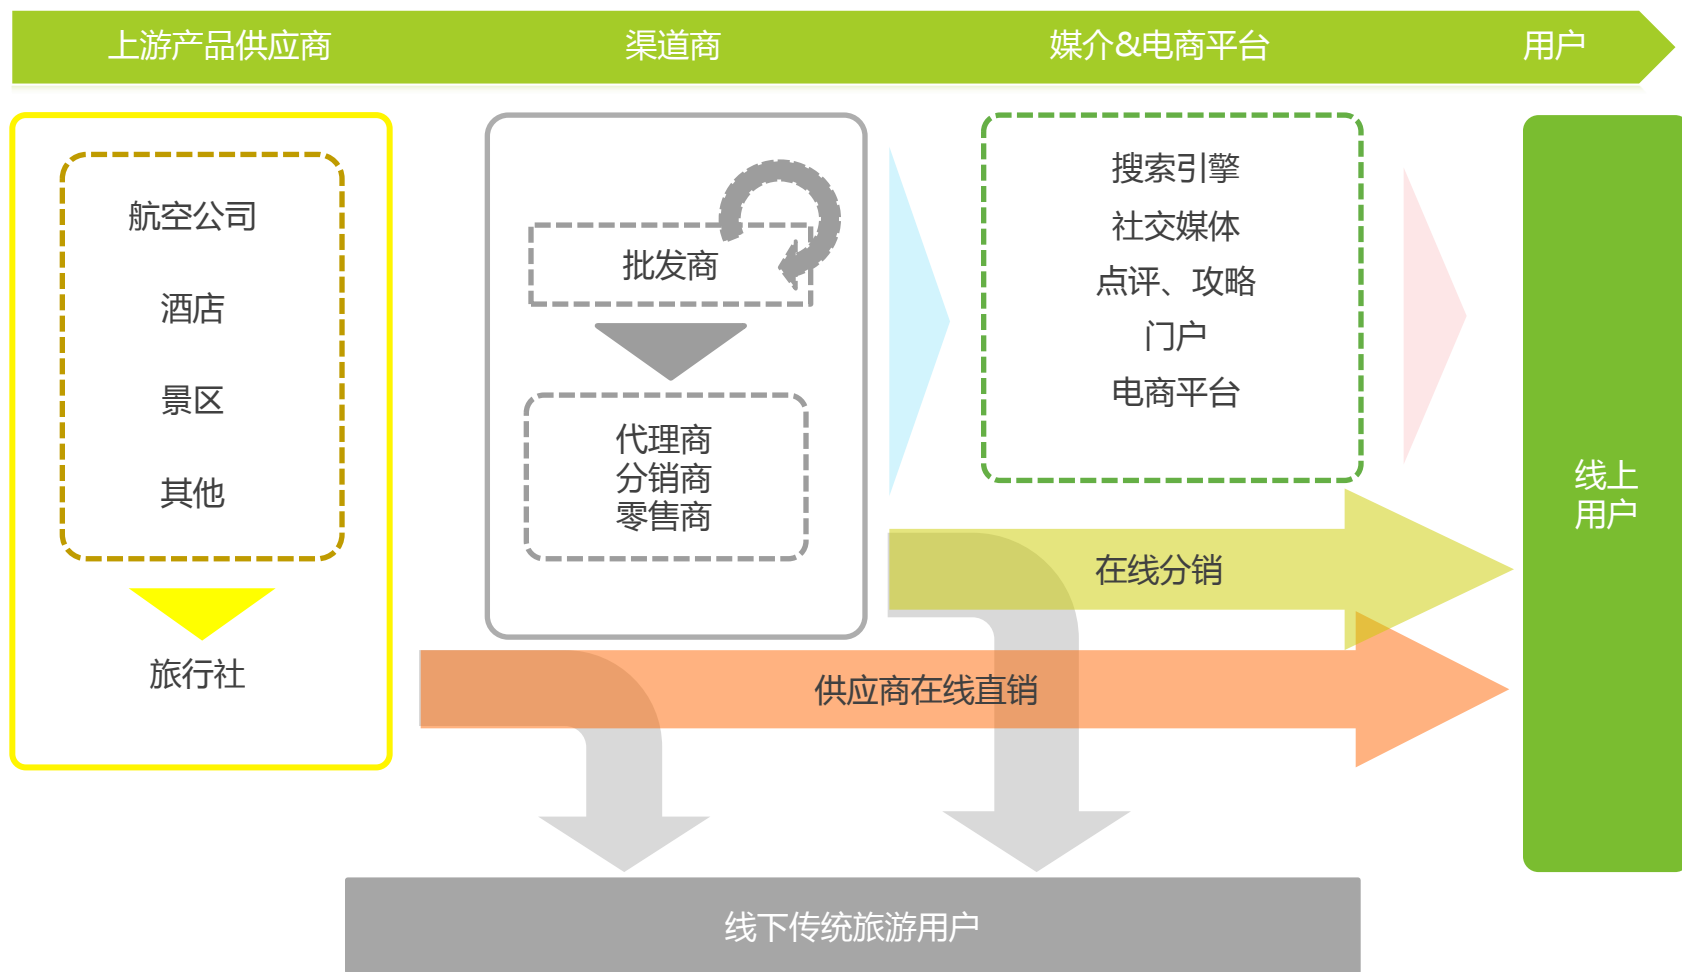 上游产品供应商
渠道商
媒介&电商平台
用户
航空公司
酒店
景区
其他
旅行社
批发商
代理商
分销商
零售商
搜索引擎
社交媒体
点评、攻略
门户
电商平台
在线分销
供应商在线直销
线上
用户
线下传统旅游用户